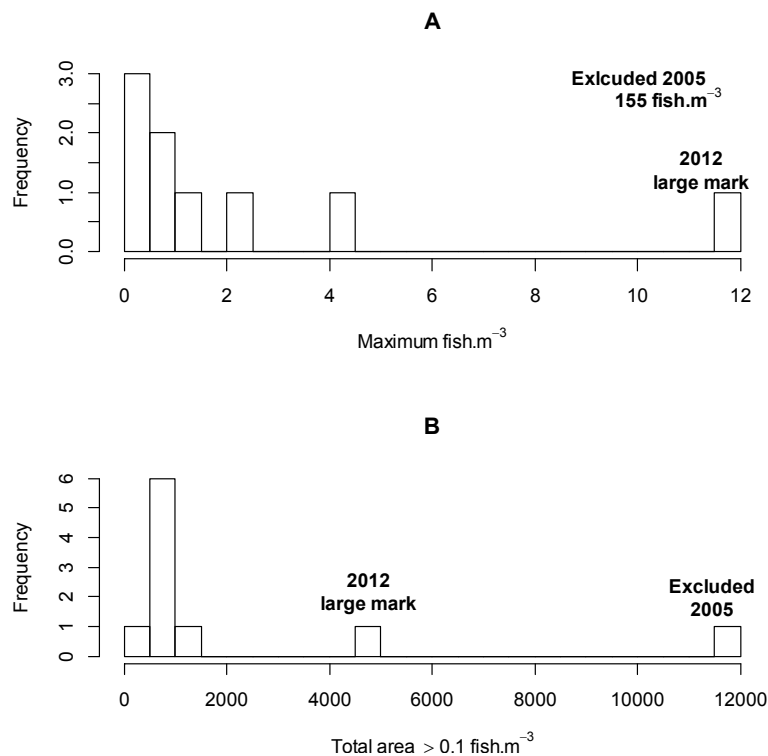 A
Frequency
3.0
2.0
1.0
0.0
Exlcuded 2005
155 fish.m⁻³
2012
large mark
0 2 4 6 8 10 12
Maximum fish.m⁻³
B
Frequency
6
5
4
3
2
1
0
2012
large mark
Excluded
2005
0 2000 4000 6000 8000 10000 12000
Total area > 0.1 fish.m⁻³